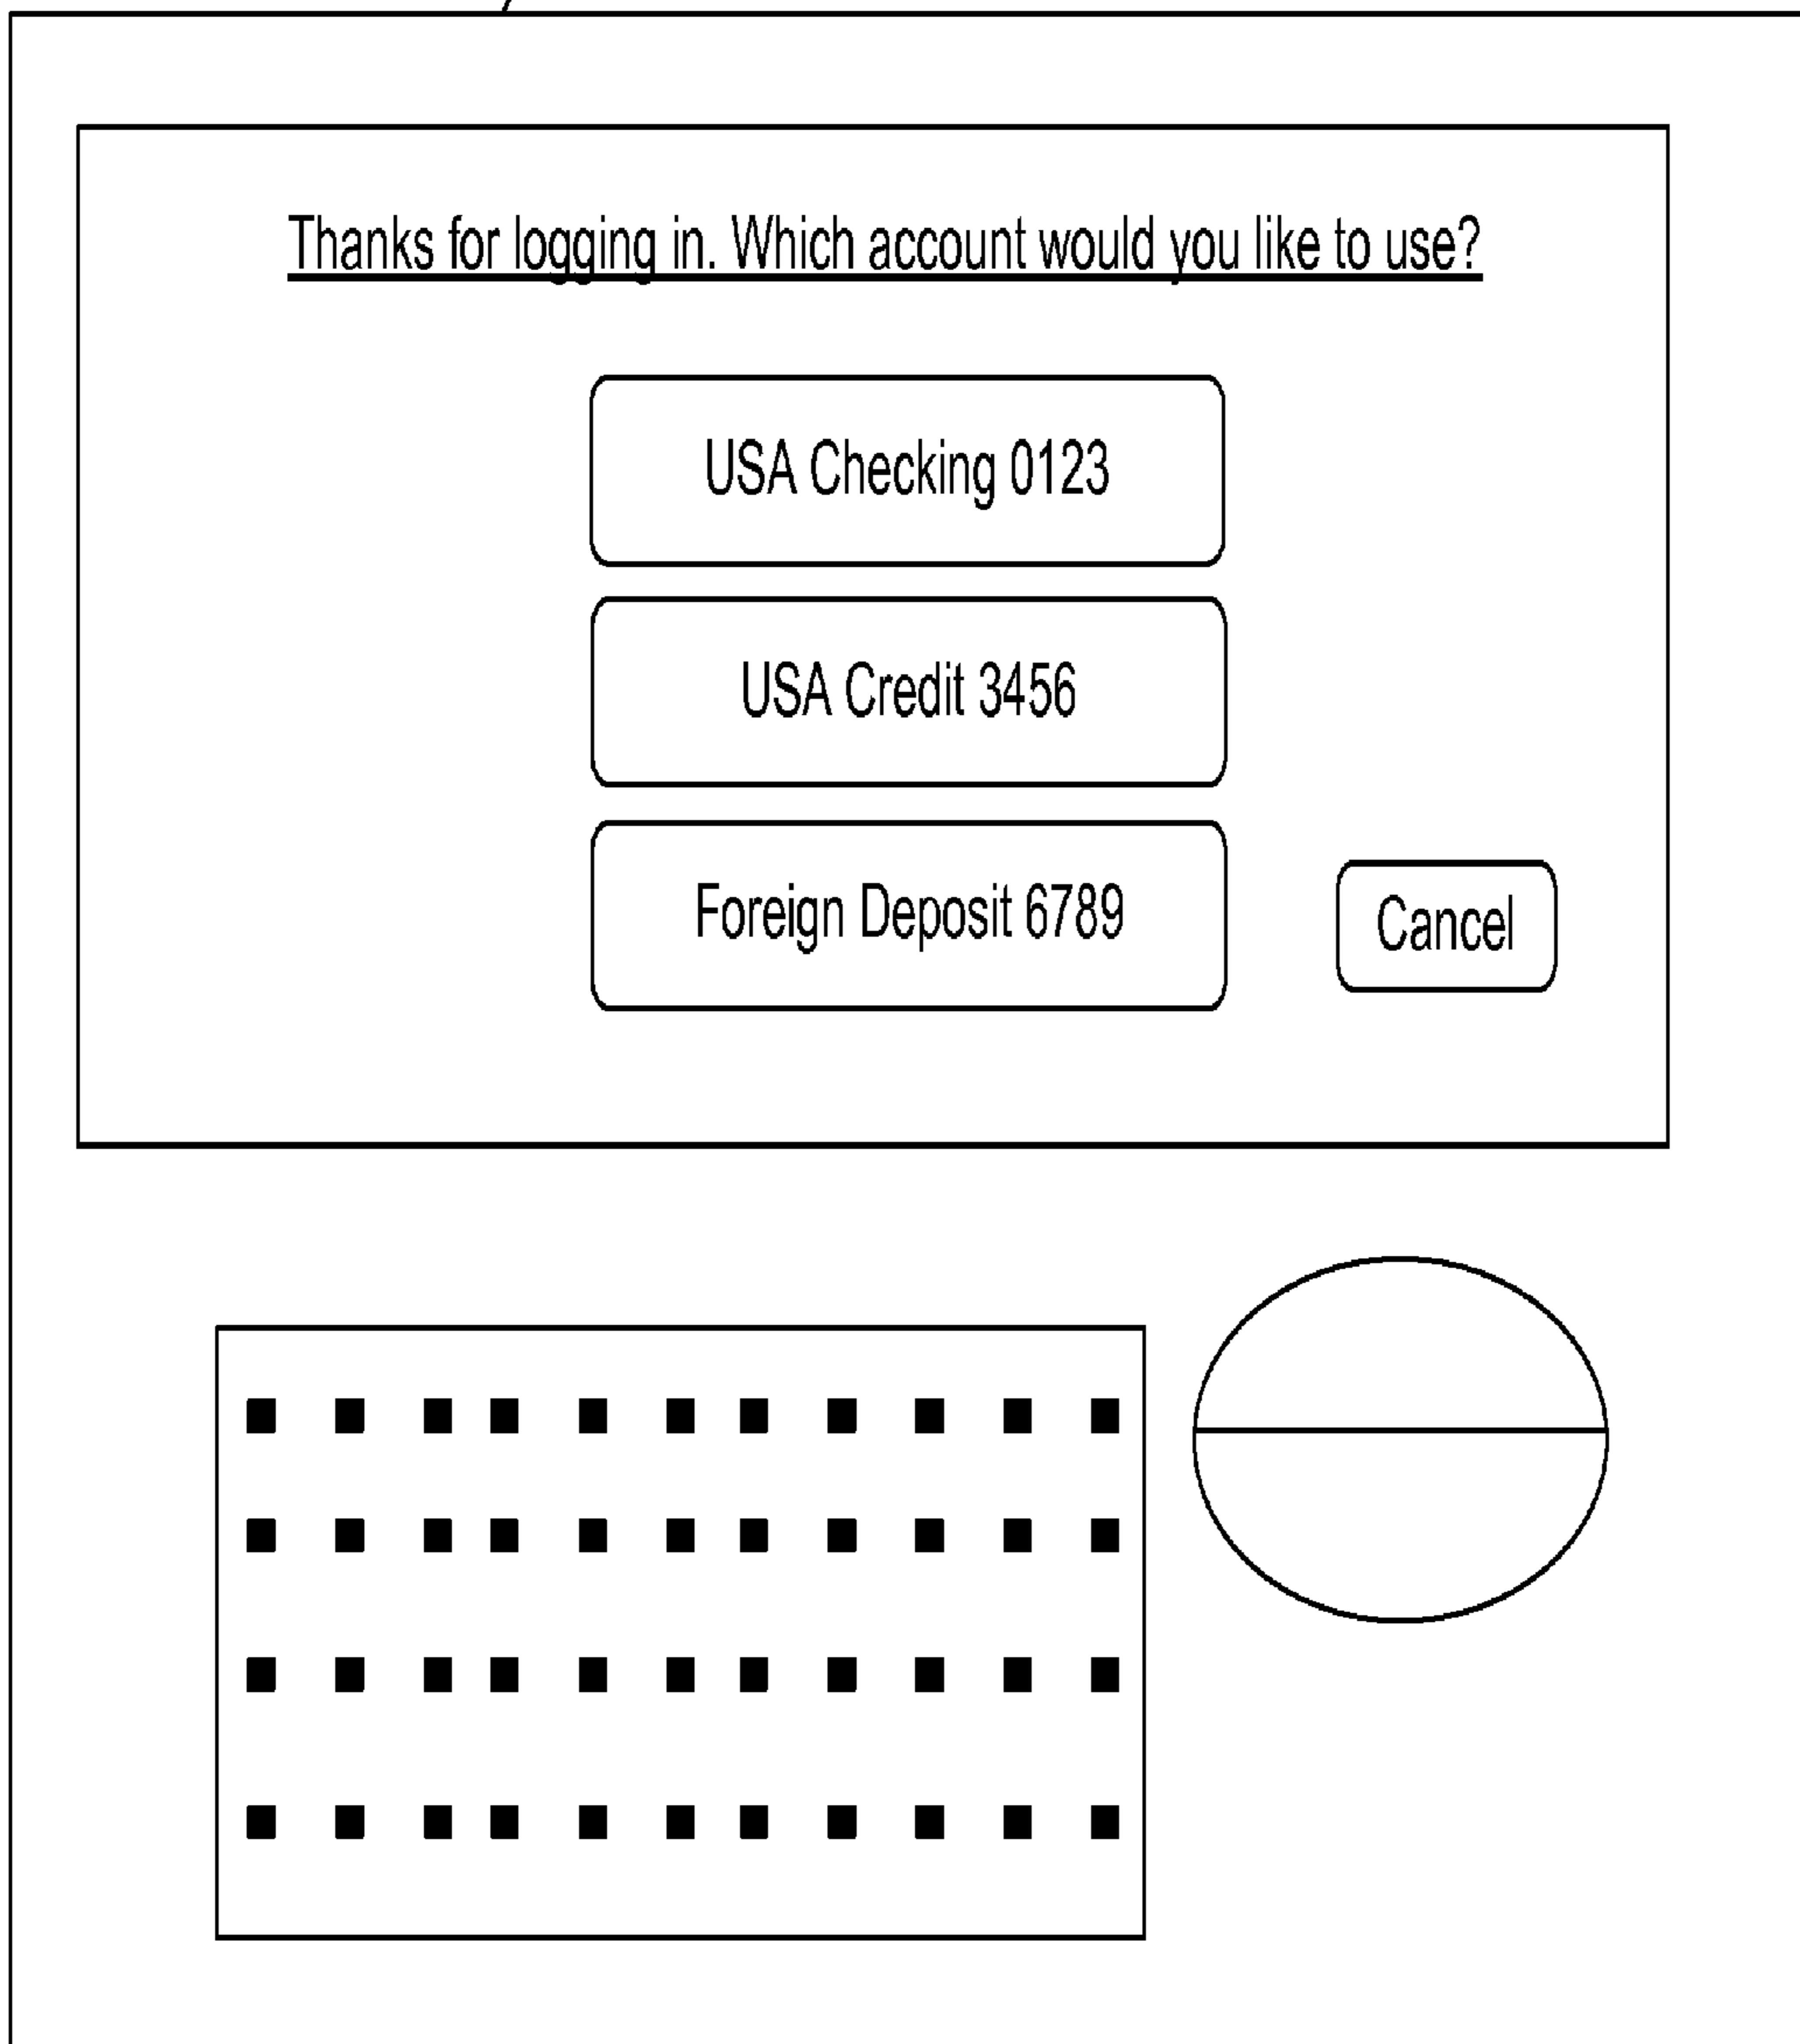 Thanks for logging in. Which account would you like to use?
USA Checking 0123
USA Credit 3456
Foreign Deposit 6789
Cancel